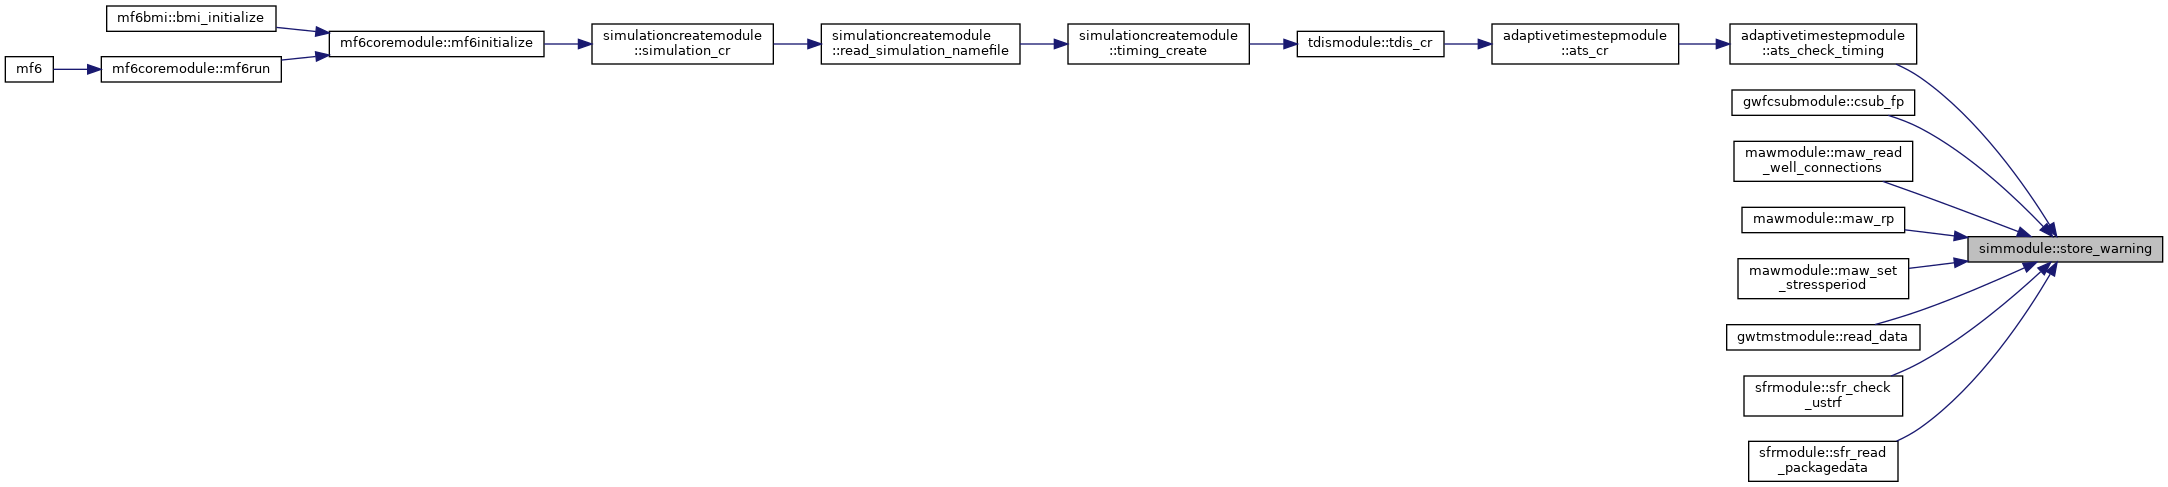 mf6bmi::bmi_initialize
mf6
mf6coremodule::mf6run
mf6coremodule::mf6initialize
simulationcreatemodule
::simulation_cr
simulationcreatemodule
::read_simulation_namefile
simulationcreatemodule
::timing_create
tdismodule::tdis_cr
adaptivetimestepmodule
::ats_cr
adaptivetimestepmodule
::ats_check_timing
gwfcsubmodule::csub_fp
mawmodule::maw_read
_well_connections
mawmodule::maw_rp
mawmodule::maw_set
_stressperiod
gwtmstmodule::read_data
sfrmodule::sfr_check
_ustrf
sfrmodule::sfr_read
_packagedata
simmodule::store_warning